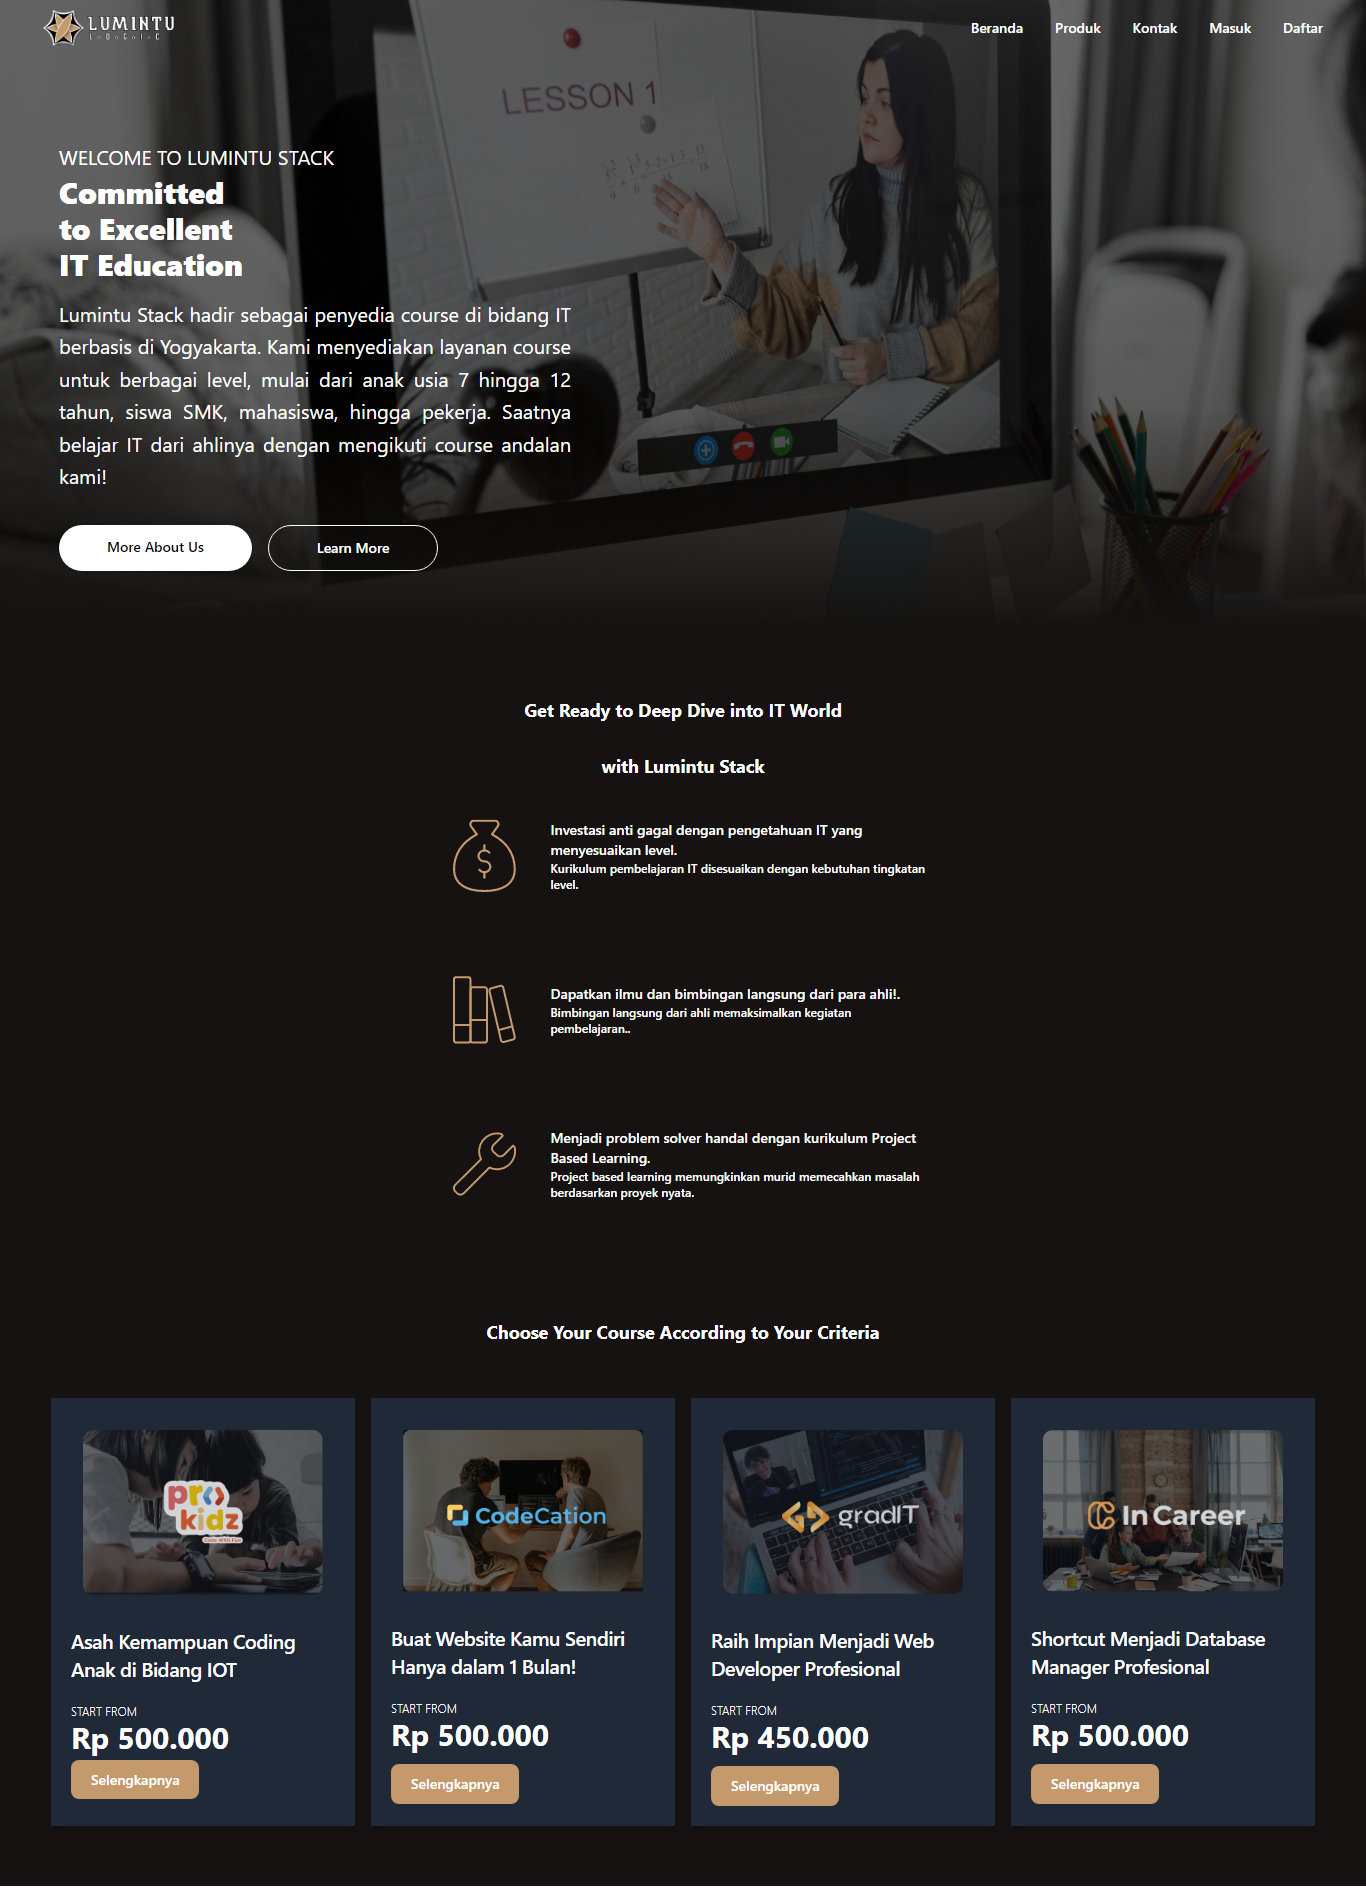 LUMINTU
LOGIC
Beranda
Produk
Kontak
Masuk
Daftar
LESSON 1
WELCOME TO LUMINTU STACK
Committed
to Excellent
IT Education
Lumintu Stack hadir sebagai penyedia course di bidang IT
berbasis di Yogyakarta. Kami menyediakan layanan course
untuk berbagai level, mulai dari anak usia 7 hingga 12
tahun, siswa SMK, mahasiswa, hingga pekerja. Saatnya
belajar IT dari ahlinya dengan mengikuti course andalan
kami!
More About Us
Learn More
Get Ready to Deep Dive into IT World
with Lumintu Stack
Investasi anti gagal dengan pengetahuan IT yang
menyesuaikan level.
Kurikulum pembelajaran IT disesuaikan dengan kebutuhan tingkatan
level.
Dapatkan ilmu dan bimbingan langsung dari para ahli!.
Bimbingan langsung dari ahli memaksimalkan kegiatan
pembelajaran..
Menjadi problem solver handal dengan kurikulum Project
Based Learning.
Project based learning memungkinkan murid memecahkan masalah
berdasarkan proyek nyata.
Choose Your Course According to Your Criteria
pro
kidz
Code With Fun
Asah Kemampuan Coding
Anak di Bidang IOT
START FROM
Rp 500.000
Selengkapnya
CodeCation
Buat Website Kamu Sendiri
Hanya dalam 1 Bulan!
START FROM
Rp 500.000
Selengkapnya
gradIT
Raih Impian Menjadi Web
Developer Profesional
START FROM
Rp 450.000
Selengkapnya
In Career
Shortcut Menjadi Database
Manager Profesional
START FROM
Rp 500.000
Selengkapnya